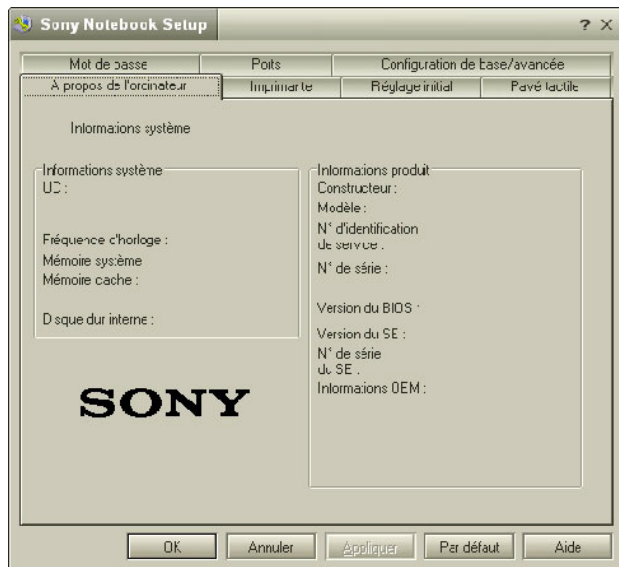 Sony Notebook Setup
Mot de passe
Ports
Configuration de base/avancée
A propos de l'ordinateur
Imprimante
Réglage initial
Pavé tactile
Informations système
Informations système
UC :
Fréquence d'horloge :
Mémoire système
Mémoire cache :
Disque dur interne :
Informations produit
Constructeur :
Modèle :
N° d'identification
de service :
N° de série :
Version du BIOS :
Version du SE :
N° de série
du SE :
Informations OEM :
SONY
OK
Annuler
Appliquer
Par défaut
Aide